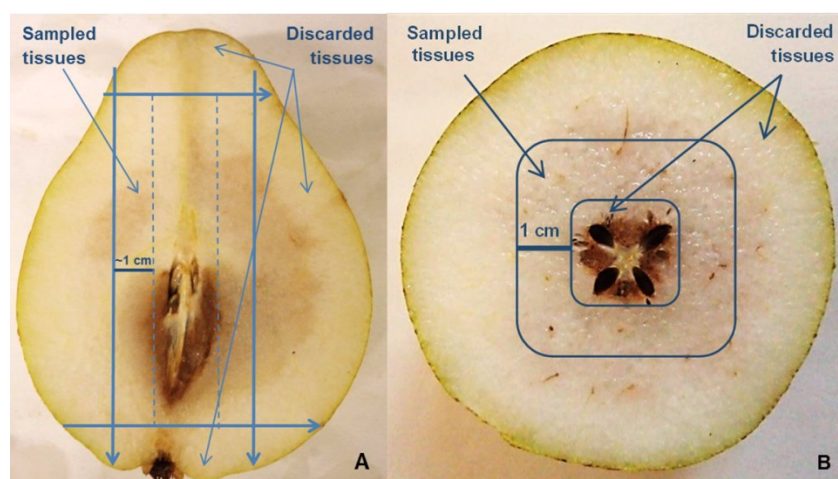 Sampled
tissues
Discarded
tissues
~1 cm
A
Sampled
tissues
Discarded
tissues
1 cm
B